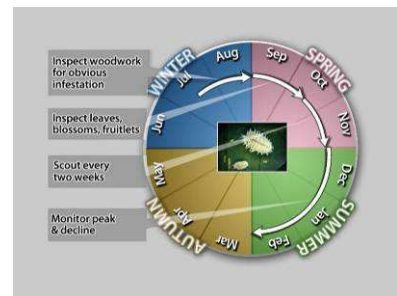 Inspect woodwork
for obvious
infestation
Inspect leaves,
blossoms, fruitlets
Scout every
two weeks
Monitor peak
& decline
WINTER
Jun
Jul
Aug
SPRING
Sep
Oct
Nov
SUMMER
Dec
Jan
Feb
AUTUMN
Mar
Apr
May